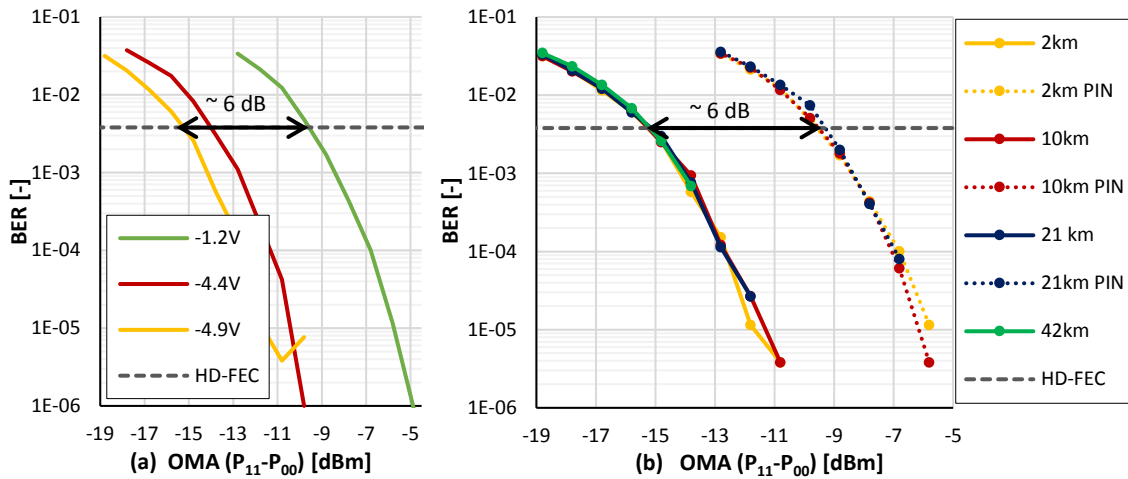 1E-01
1E-02
1E-03
1E-04
1E-05
1E-06
BER [-]
~ 6 dB
-1.2V
-4.4V
-4.9V
HD-FEC
-19 -17 -15 -13 -11 -9 -7 -5
(a) OMA (P₁₁-P₀₀) [dBm]
1E-01
1E-02
1E-03
1E-04
1E-05
1E-06
BER [-]
~ 6 dB
-19 -17 -15 -13 -11 -9 -7 -5
(b) OMA (P₁₁-P₀₀) [dBm]
2km
2km PIN
10km
10km PIN
21 km
21km PIN
42km
HD-FEC